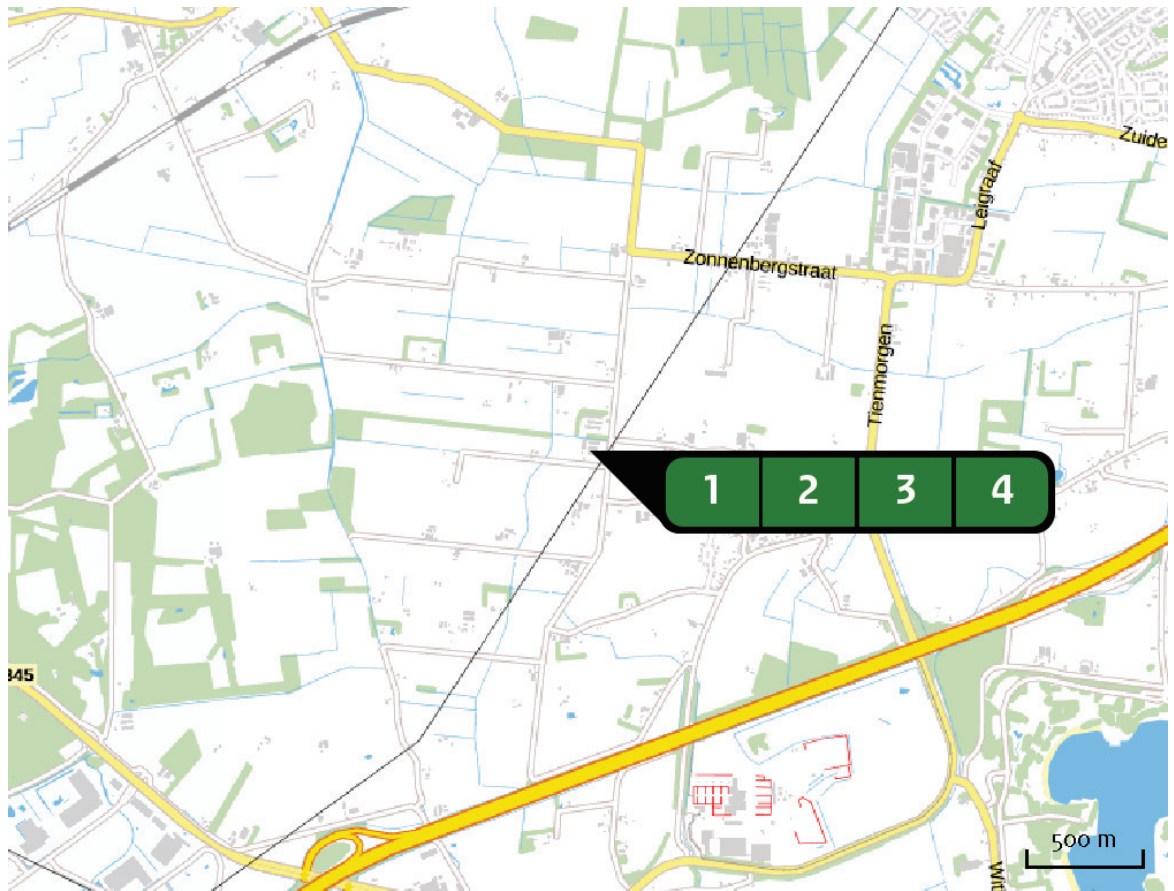 Zuide
Leigraaf
Zonnenbergstraat
Tienmorgen
1 2 3 4
345
500 m
Wit